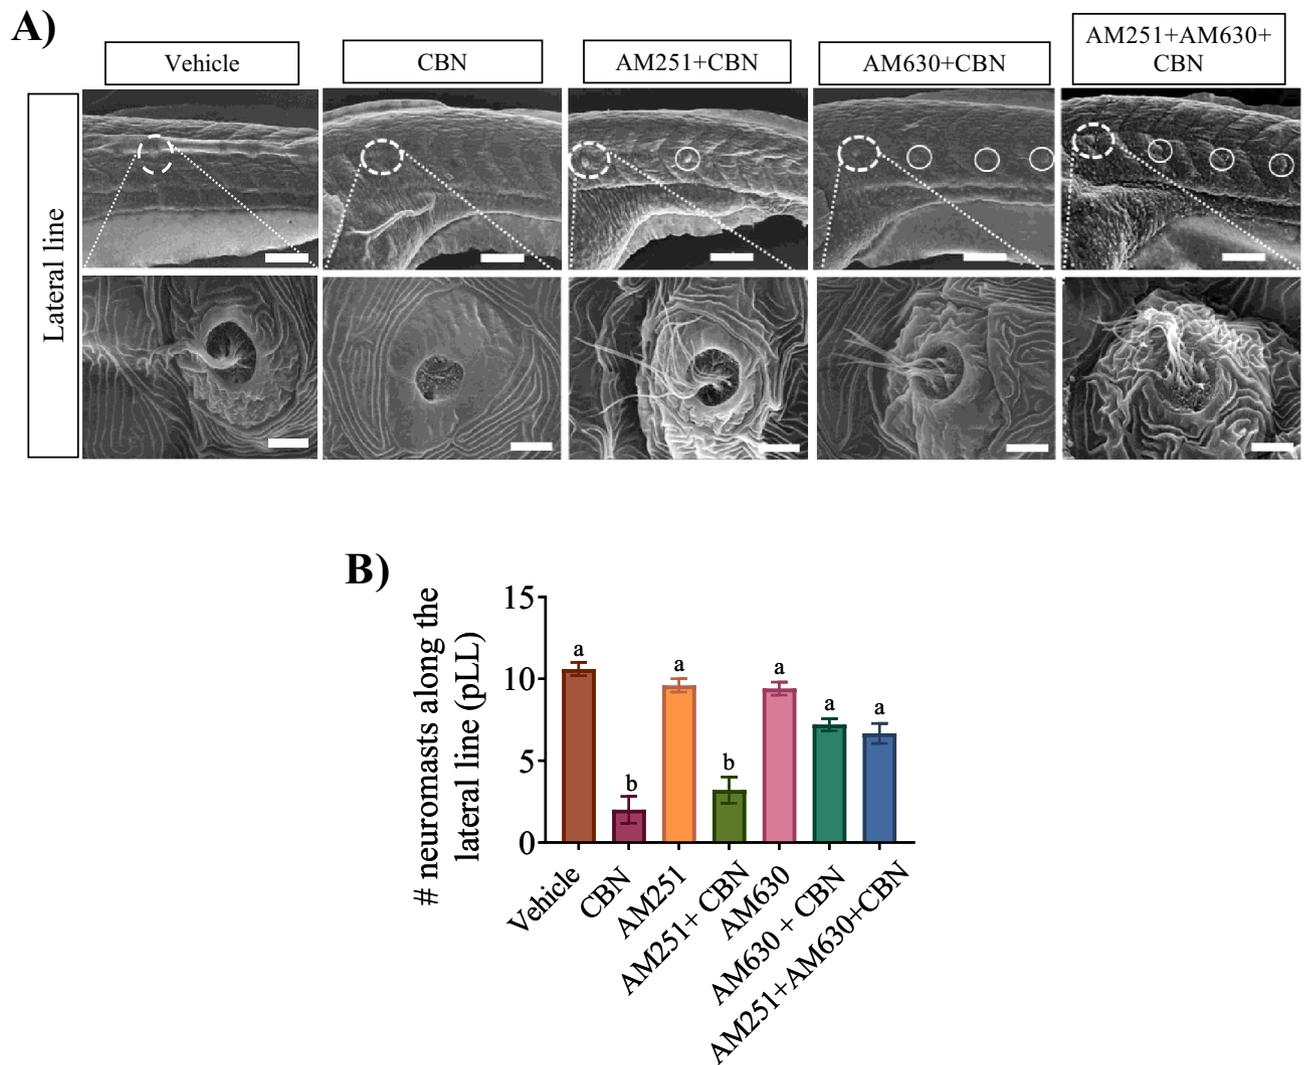 A)
Vehicle
CBN
AM251+CBN
AM630+CBN
AM251+AM630+
CBN
Lateral line
B)
# neuromasts along the
lateral line (pLL)
15
10
5
0
a
b
a
b
a
a
a
Vehicle
CBN
AM251
AM251+ CBN
AM630
AM630 + CBN
AM251+AM630+CBN